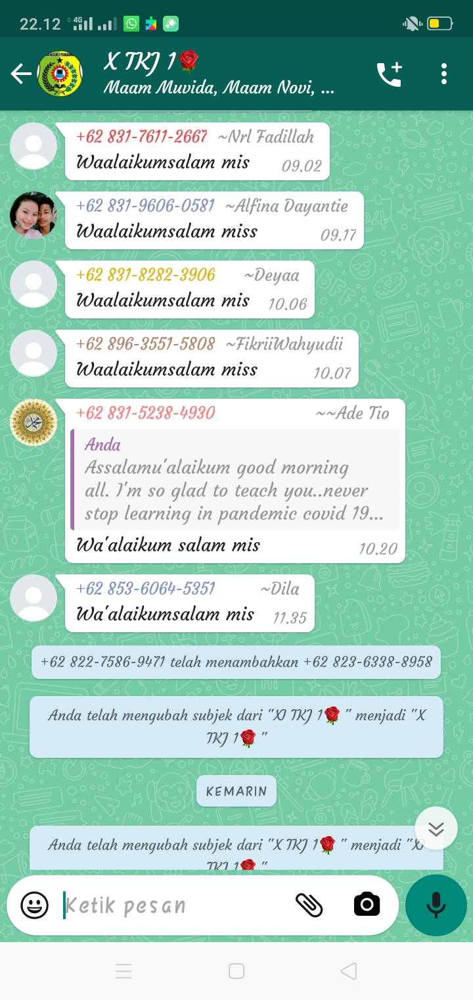 22.12 4G
X TKJ 1🌹
Maam Muvida, Maam Novi, ...
+62 831-7611-2667 ~Nrl Fadillah
Waalaikumsalam mis 09.02
+62 831-9606-0581 ~Alfina Dayantie
Waalaikumsalam miss 09.17
+62 831-8282-3906 ~Deyaa
Waalaikumsalam mis 10.06
+62 896-3551-5808 ~FikriiWahyudii
Waalaikumsalam miss 10.07
+62 831-5238-4930 ~~Ade Tio
Anda
Assalamu'alaikum good morning
all. I'm so glad to teach you..never
stop learning in pandemic covid 19...
Wa'alaikum salam mis 10.20
+62 853-6064-5351 ~Dila
Wa'alaikumsalam mis 11.35
+62 822-7586-9471 telah menambahkan +62 823-6338-8958
Anda telah mengubah subjek dari "XI TKJ 1🌹 " menjadi "X
TKJ 1🌹 "
KEMARIN
Anda telah mengubah subjek dari "X TKJ 1🌹 " menjadi "XI
TKJ 1🌹 "
Ketik pesan